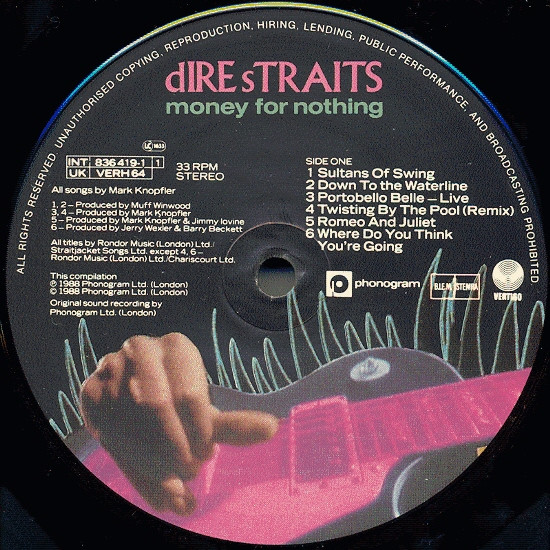 ALL RIGHTS RESERVED. UNAUTHORISED COPYING, REPRODUCTION, HIRING, LENDING, PUBLIC PERFORMANCE, AND BROADCASTING PROHIBITED.
dIRE sTRAITS
money for nothing
INT 836 419-1 1
UK VERH 64
LC 1633
33 RPM
STEREO
All songs by Mark Knopfler
1, 2 – Produced by Muff Winwood
3, 4 – Produced by Mark Knopfler
5 – Produced by Mark Knopfler & Jimmy Iovine
6 – Produced by Jerry Wexler & Barry Beckett
All titles by Rondor Music (London) Ltd./
Straitjacket Songs Ltd. except 4, 6 –
Rondor Music (London) Ltd./Chariscourt Ltd.
This compilation
℗ 1988 Phonogram Ltd. (London)
© 1988 Phonogram Ltd. (London)
Original sound recording by
Phonogram Ltd. (London)
SIDE ONE
1 Sultans Of Swing
2 Down To the Waterline
3 Portobello Belle – Live
4 Twisting By The Pool (Remix)
5 Romeo And Juliet
6 Where Do You Think
You're Going
phonogram
B.I.E.M. STEMRA
VERTIGO